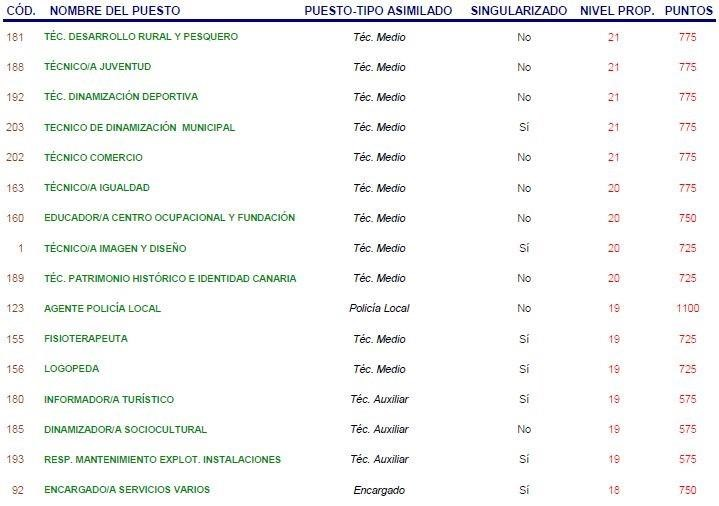 CÓD. NOMBRE DEL PUESTO PUESTO-TIPO ASIMILADO SINGULARIZADO NIVEL PROP. PUNTOS
181 TÉC. DESARROLLO RURAL Y PESQUERO Téc. Medio No 21 775
188 TÉCNICO/A JUVENTUD Téc. Medio No 21 775
192 TÉC. DINAMIZACIÓN DEPORTIVA Téc. Medio No 21 775
203 TECNICO DE DINAMIZACIÓN MUNICIPAL Téc. Medio Sí 21 775
202 TÉCNICO COMERCIO Téc. Medio No 21 775
163 TÉCNICO/A IGUALDAD Téc. Medio No 20 775
160 EDUCADOR/A CENTRO OCUPACIONAL Y FUNDACIÓN Téc. Medio No 20 750
1 TÉCNICO/A IMAGEN Y DISEÑO Téc. Medio Sí 20 725
189 TÉC. PATRIMONIO HISTÓRICO E IDENTIDAD CANARIA Téc. Medio No 20 725
123 AGENTE POLICÍA LOCAL Policía Local No 19 1100
155 FISIOTERAPEUTA Téc. Medio Sí 19 725
156 LOGOPEDA Téc. Medio Sí 19 725
180 INFORMADOR/A TURÍSTICO Téc. Auxiliar Sí 19 575
185 DINAMIZADOR/A SOCIOCULTURAL Téc. Auxiliar No 19 575
193 RESP. MANTENIMIENTO EXPLOT. INSTALACIONES Téc. Auxiliar Sí 19 575
92 ENCARGADO/A SERVICIOS VARIOS Encargado Sí 18 750